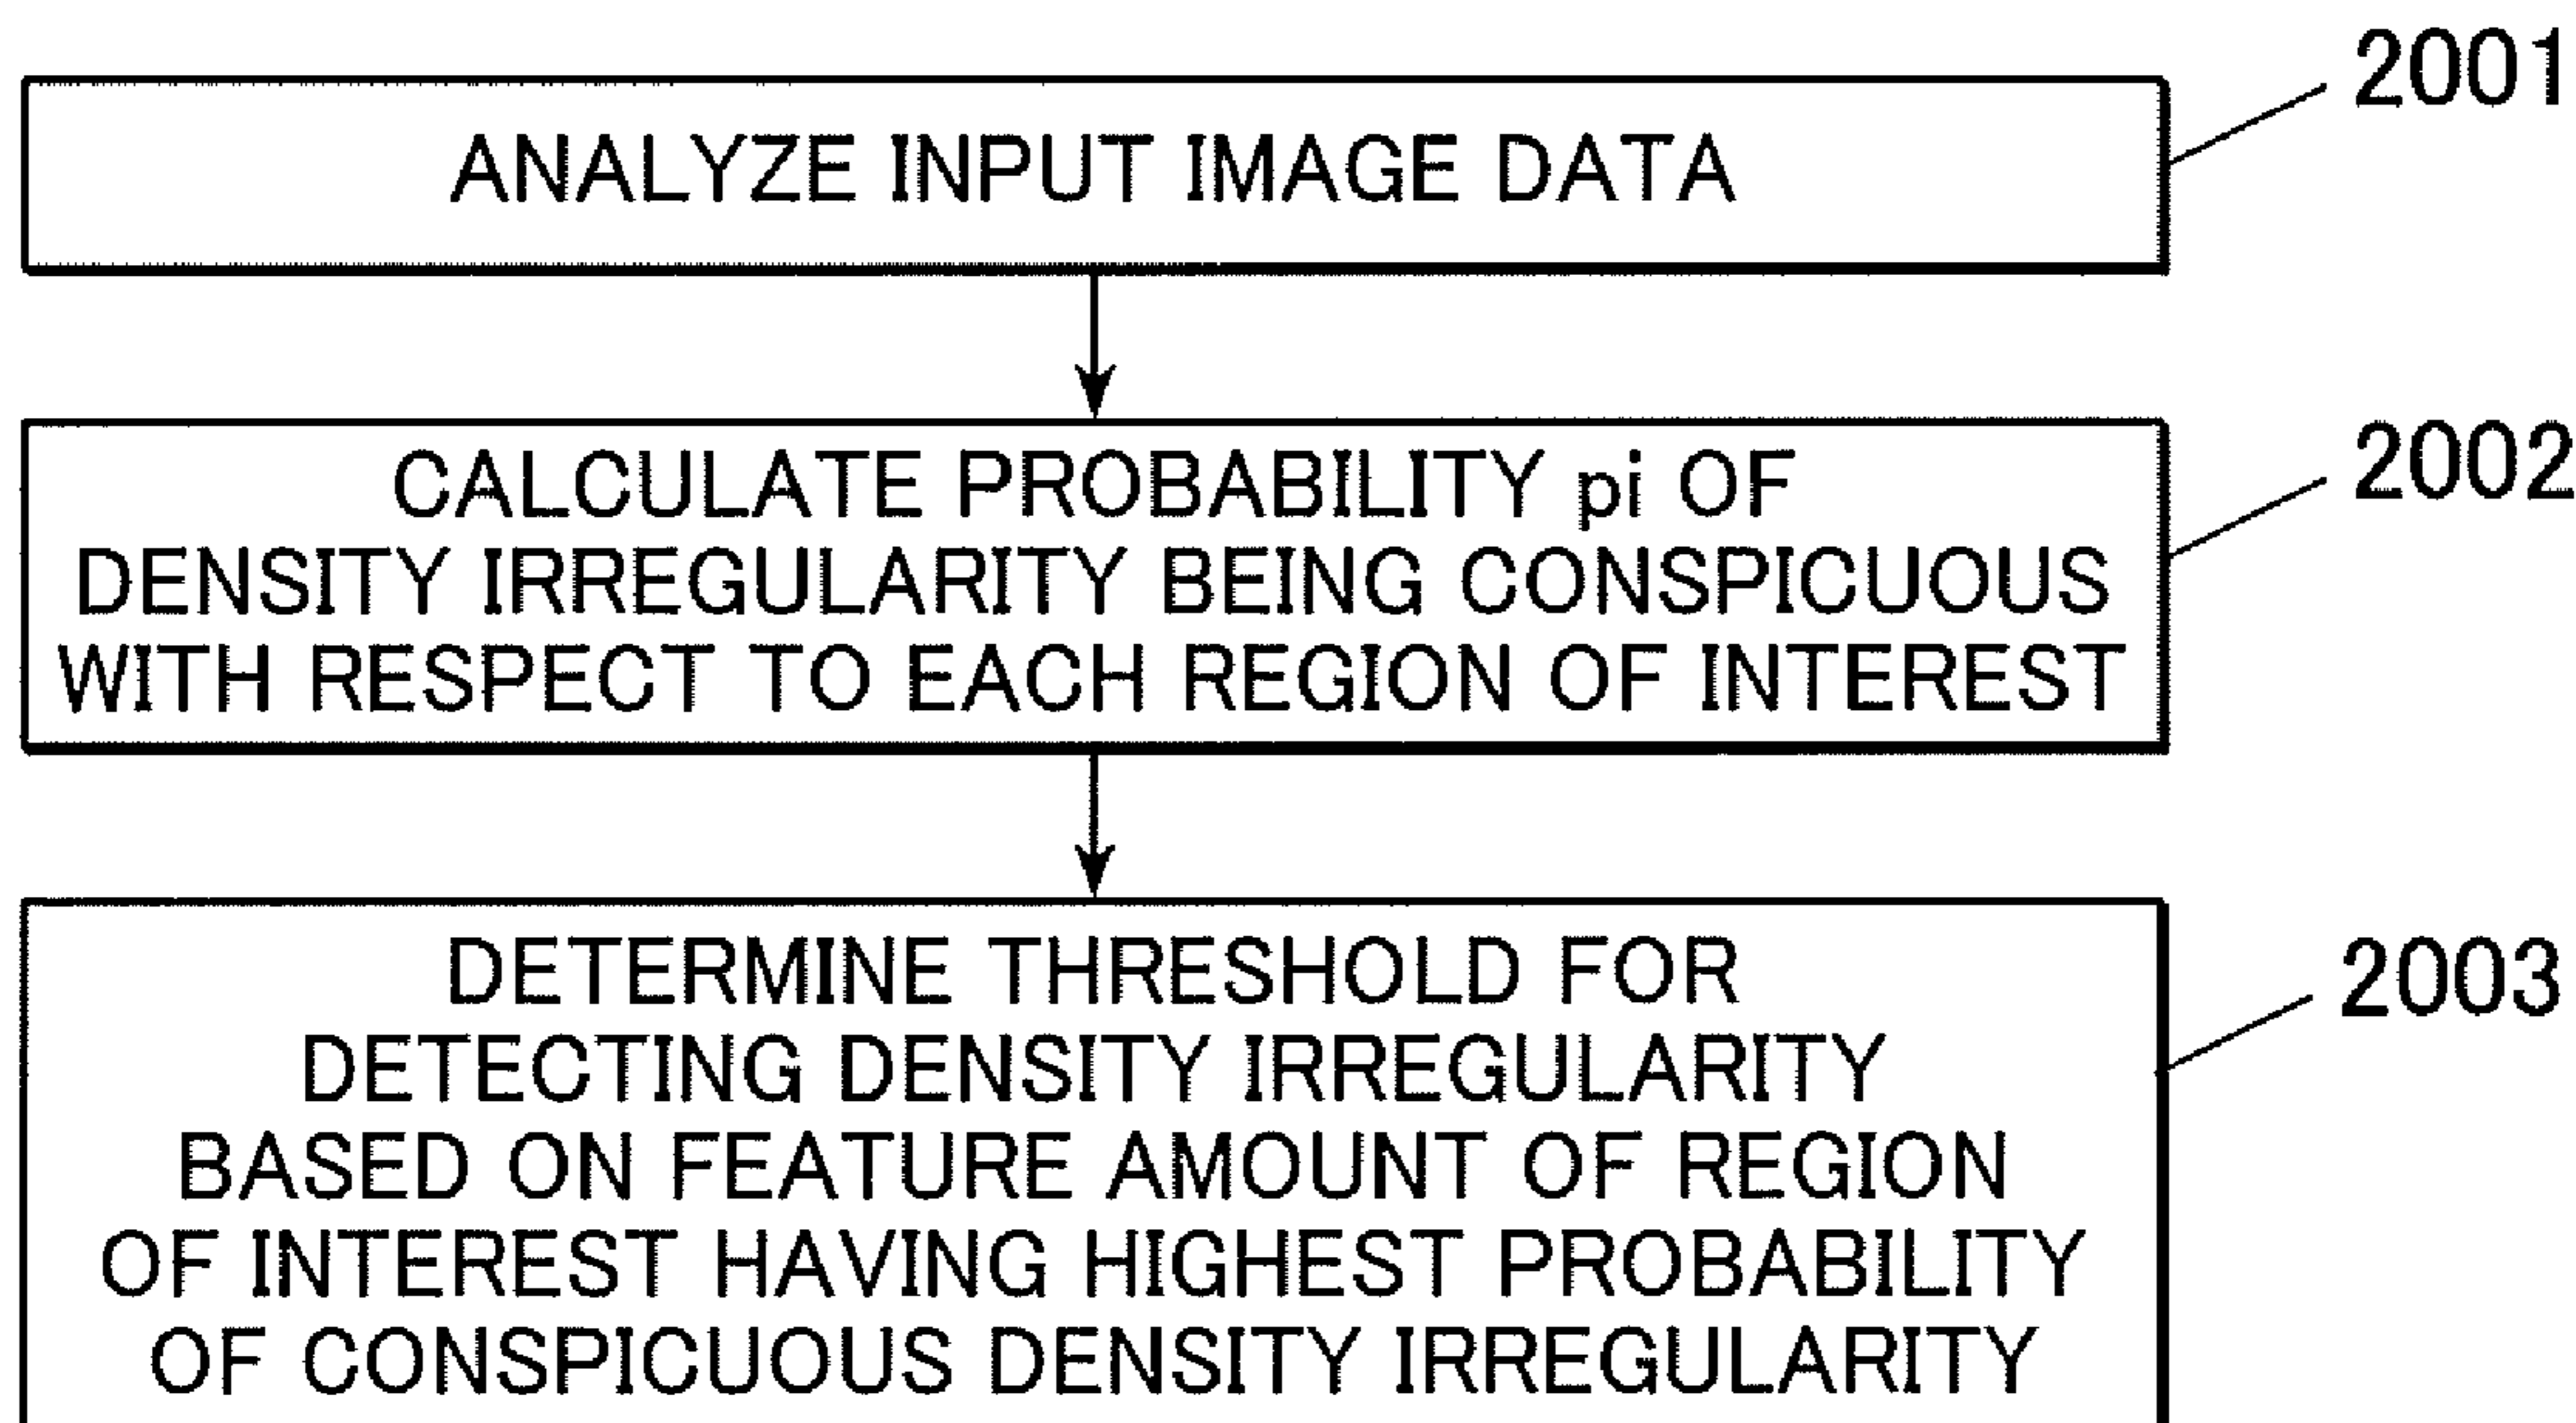 2001
ANALYZE INPUT IMAGE DATA
2002
CALCULATE PROBABILITY pi OF
DENSITY IRREGULARITY BEING CONSPICUOUS
WITH RESPECT TO EACH REGION OF INTEREST
2003
DETERMINE THRESHOLD FOR
DETECTING DENSITY IRREGULARITY
BASED ON FEATURE AMOUNT OF REGION
OF INTEREST HAVING HIGHEST PROBABILITY
OF CONSPICUOUS DENSITY IRREGULARITY